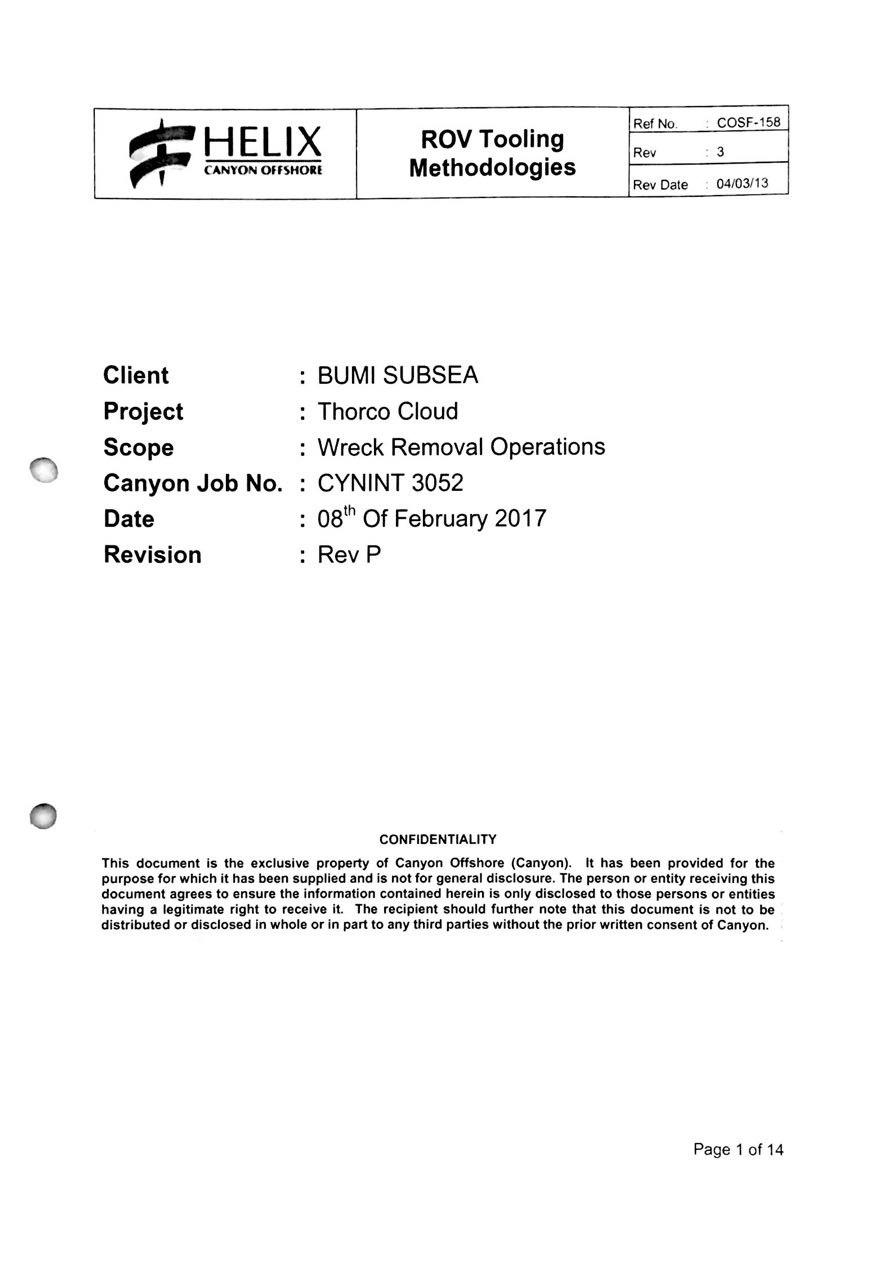 HELIX
CANYON OFFSHORE
ROV Tooling
Methodologies
Ref No. : COSF-158
Rev : 3
Rev Date : 04/03/13
Client : BUMI SUBSEA
Project : Thorco Cloud
Scope : Wreck Removal Operations
Canyon Job No. : CYNINT 3052
Date : 08th Of February 2017
Revision : Rev P
CONFIDENTIALITY
This document is the exclusive property of Canyon Offshore (Canyon). It has been provided for the
purpose for which it has been supplied and is not for general disclosure. The person or entity receiving this
document agrees to ensure the information contained herein is only disclosed to those persons or entities
having a legitimate right to receive it. The recipient should further note that this document is not to be
distributed or disclosed in whole or in part to any third parties without the prior written consent of Canyon.
Page 1 of 14